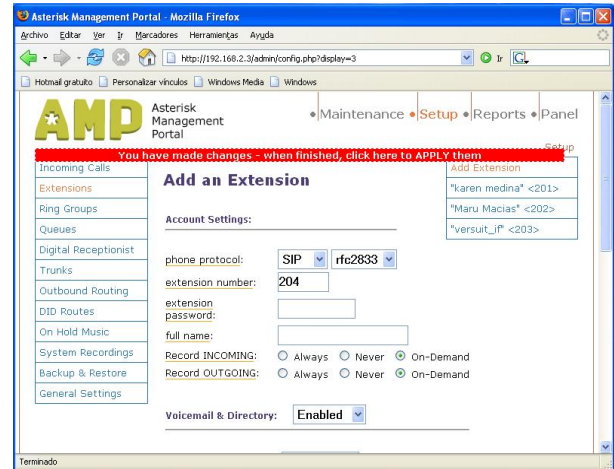 Asterisk Management Portal - Mozilla Firefox
Archivo Editar Ver Ir Marcadores Herramientas Ayuda
http://192.168.2.3/admin/config.php?display=3
Ir
G
Hotmail gratuito Personalizar vínculos Windows Media Windows
AMP
Asterisk
Management
Portal
• Maintenance • Setup • Reports • Panel
Setup
You have made changes - when finished, click here to APPLY them
Incoming Calls
Extensions
Ring Groups
Queues
Digital Receptionist
Trunks
Outbound Routing
DID Routes
On Hold Music
System Recordings
Backup & Restore
General Settings
Add an Extension
Account Settings:
phone protocol: SIP rfc2833
extension number: 204
extension
password:
full name:
Record INCOMING: Always Never On-Demand
Record OUTGOING: Always Never On-Demand
Voicemail & Directory: Enabled
Add Extension
"karen medina" <201>
"Maru Macias" <202>
"versuit_if" <203>
Terminado